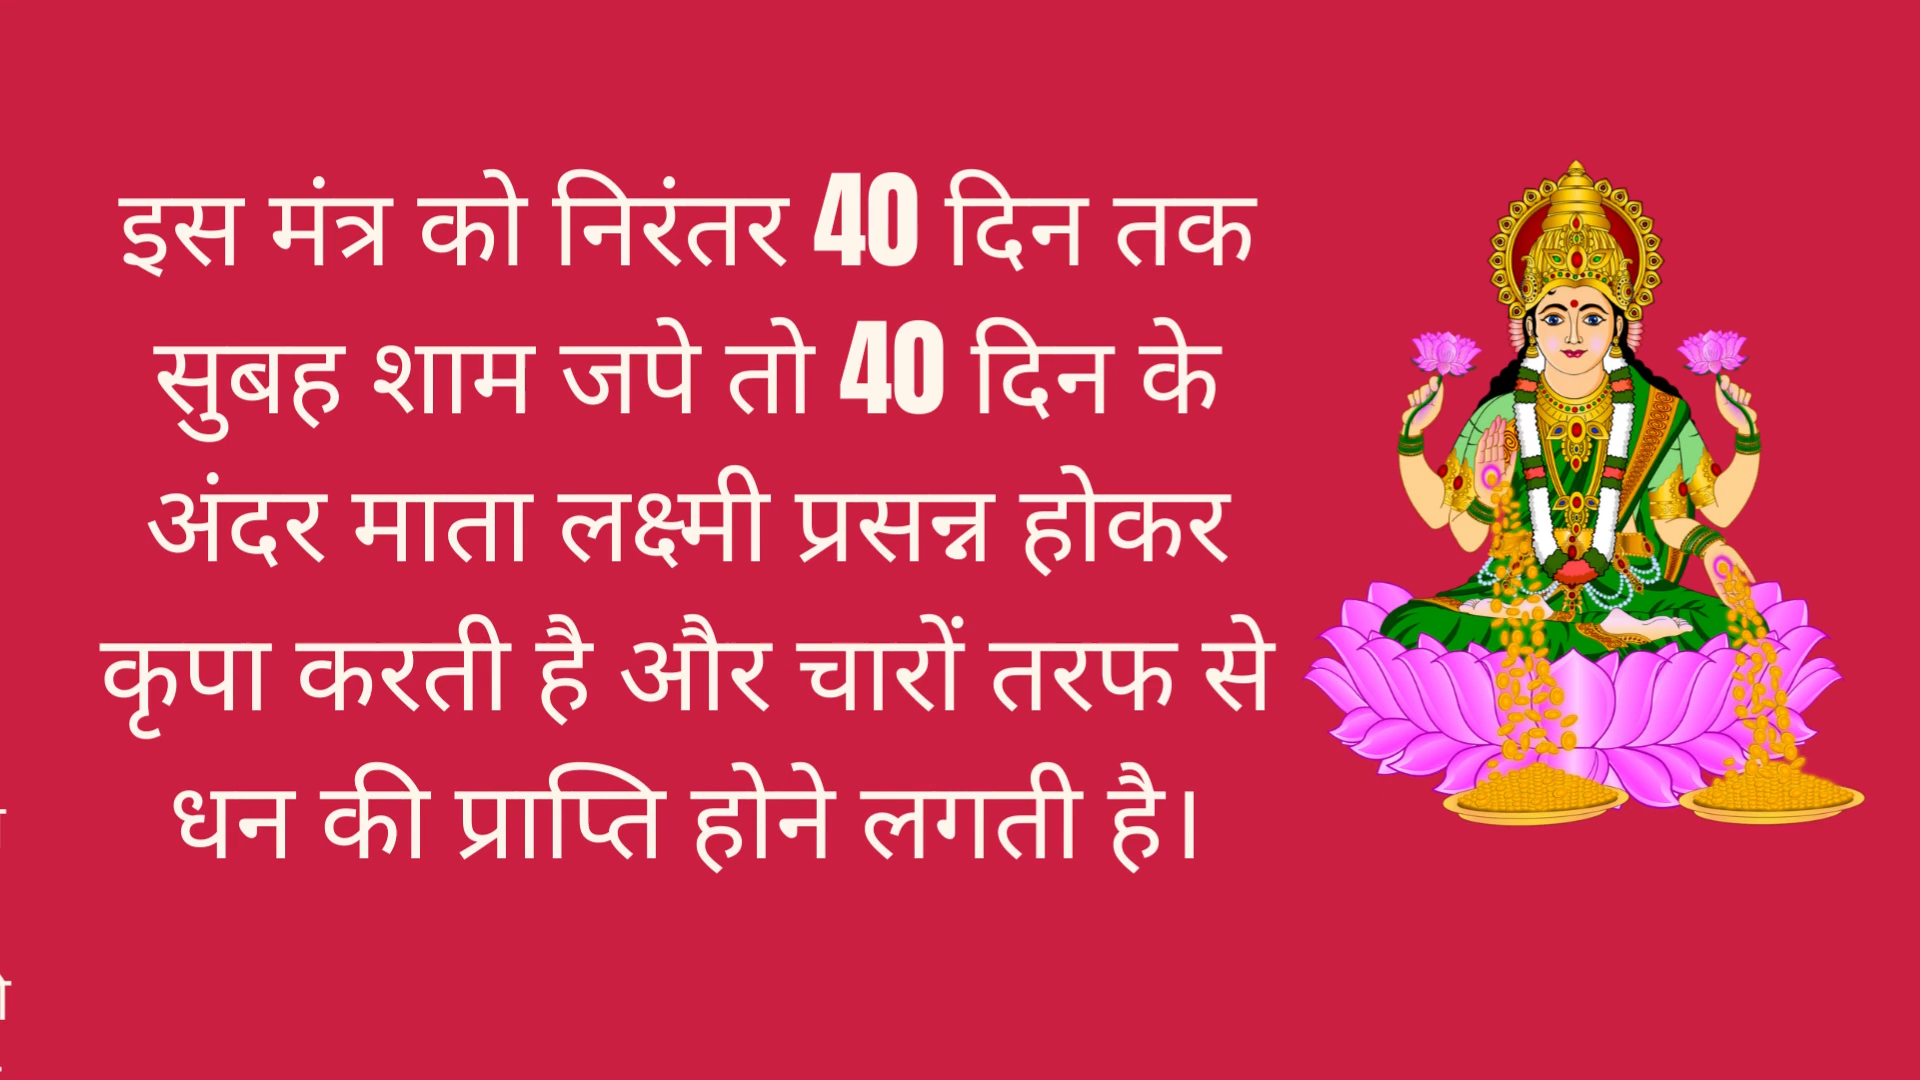 इस मंत्र को निरंतर 40 दिन तक
सुबह शाम जपे तो 40 दिन के
अंदर माता लक्ष्मी प्रसन्न होकर
कृपा करती है और चारों तरफ से
धन की प्राप्ति होने लगती है।